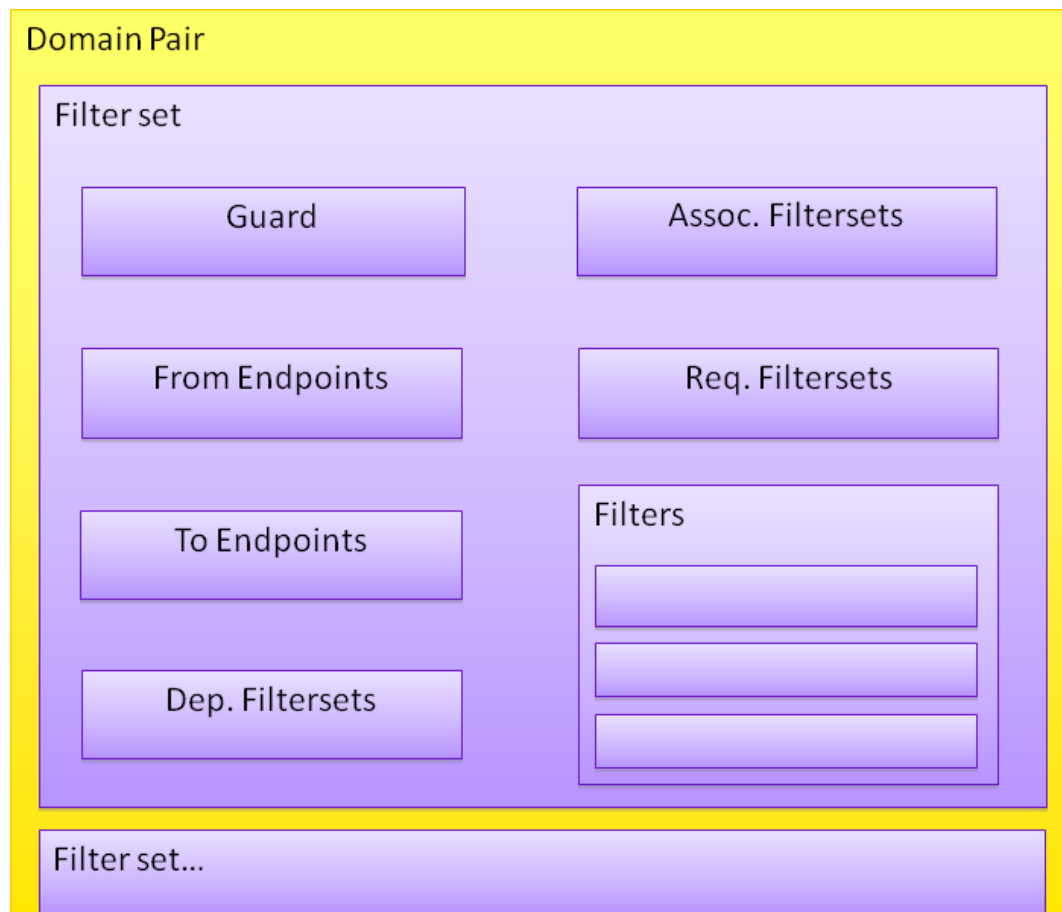 Domain Pair
Filter set
Guard
Assoc. Filtersets
From Endpoints
Req. Filtersets
To Endpoints
Filters
Dep. Filtersets
Filter set...